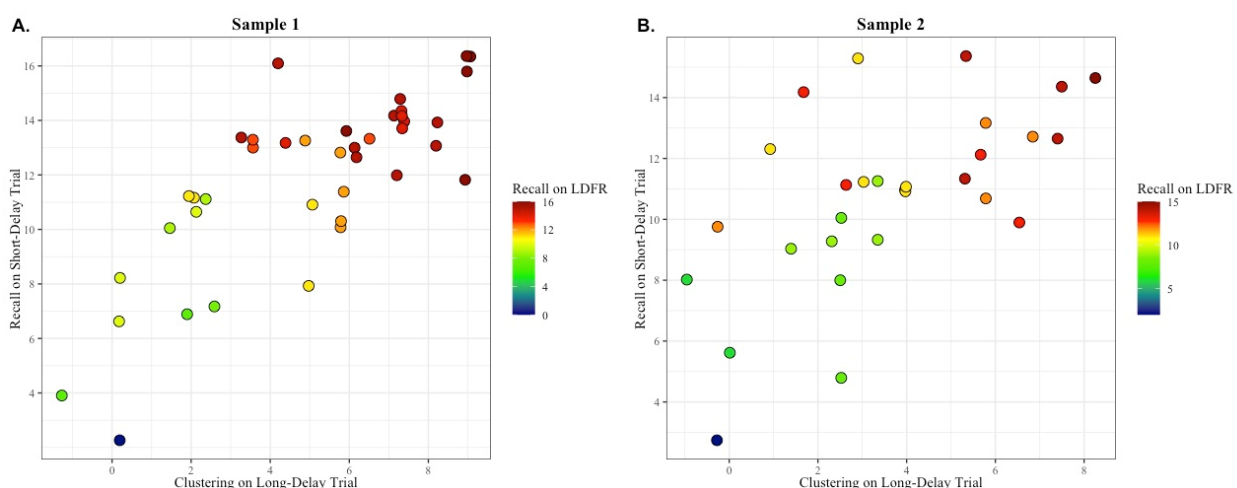 A.
Sample 1
Recall on Short-Delay Trial
16
14
12
10
8
6
4
0 2 4 6 8
Clustering on Long-Delay Trial
Recall on LDFR
16
12
8
4
0
B.
Sample 2
Recall on Short-Delay Trial
14
12
10
8
6
4
0 2 4 6 8
Clustering on Long-Delay Trial
Recall on LDFR
15
10
5